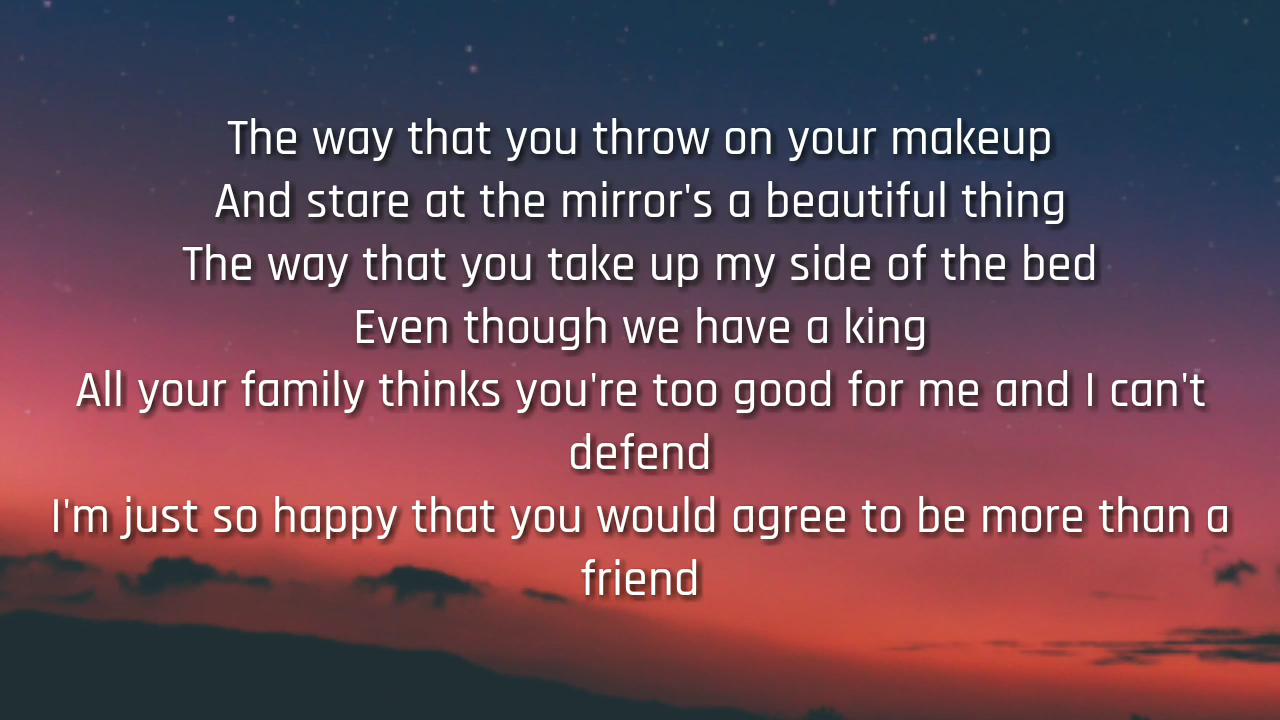 The way that you throw on your makeup
And stare at the mirror's a beautiful thing
The way that you take up my side of the bed
Even though we have a king
All your family thinks you're too good for me and I can't
defend
I'm just so happy that you would agree to be more than a
friend